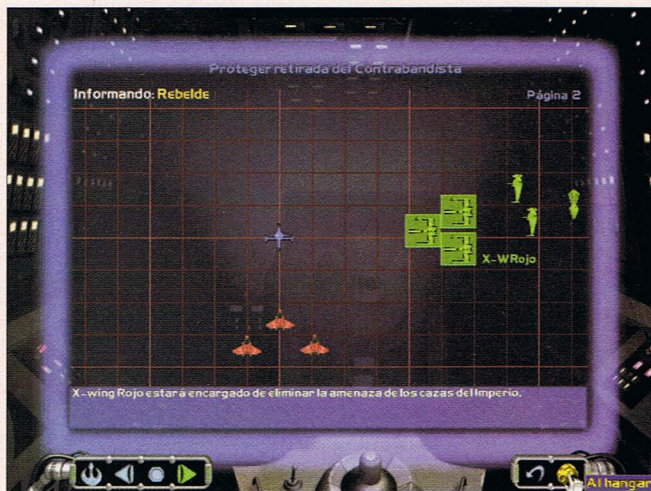 Proteger retirada del Contrabandista
Informando: Rebelde
Página 2
X-WRojo
X-wing Rojo estará encargado de eliminar la amenaza de los cazas del Imperio.
Al hangar